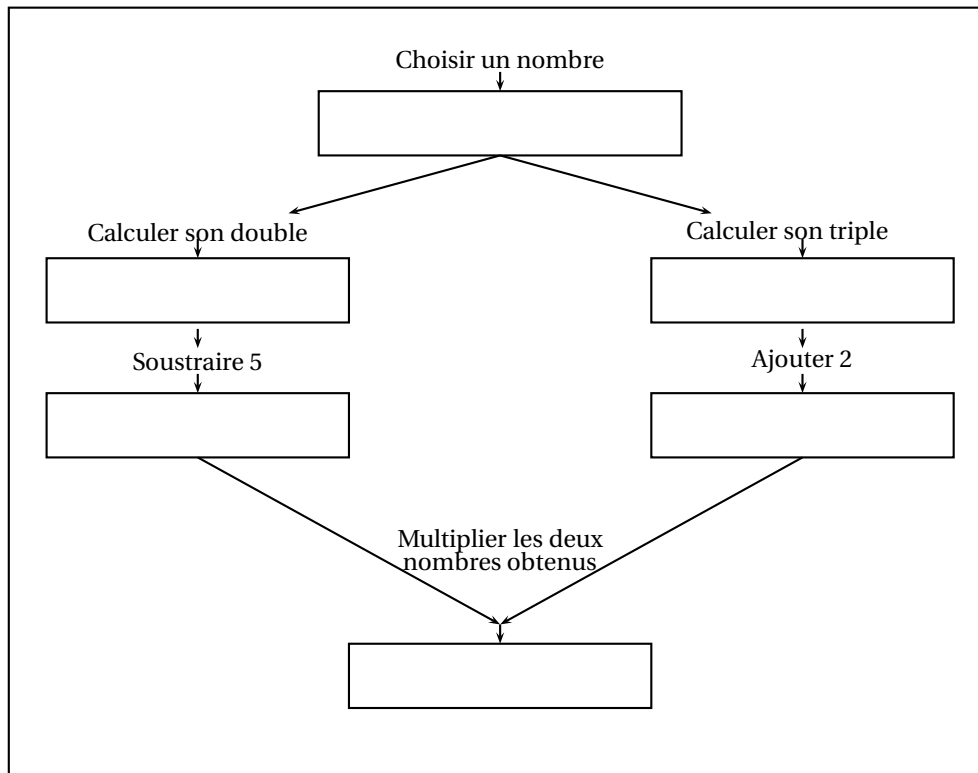 Choisir un nombre
Calculer son double
Calculer son triple
Soustraire 5
Ajouter 2
Multiplier les deux
nombres obtenus